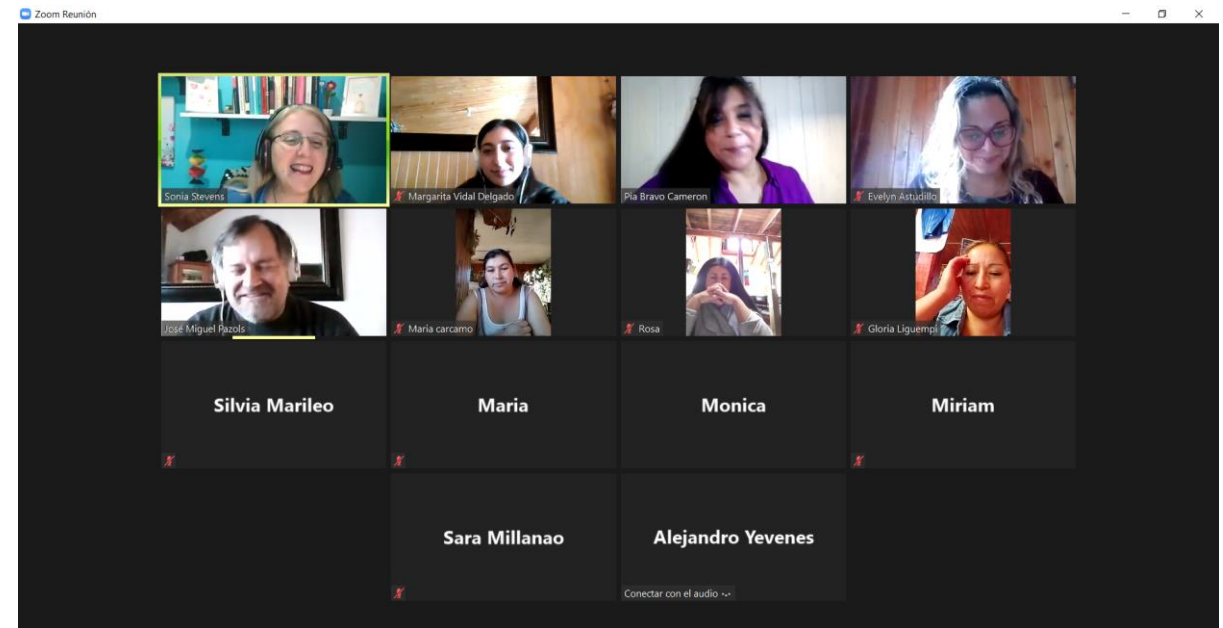 Zoom Reunión
Sonia Stevens
Margarita Vidal Delgado
Pia Bravo Cameron
Evelyn Astudillo
José Miguel Pazols
Maria carcamo
Rosa
Gloria Liguempi
Silvia Marileo
Maria
Monica
Miriam
Sara Millanao
Alejandro Yevenes
Conectar con el audio